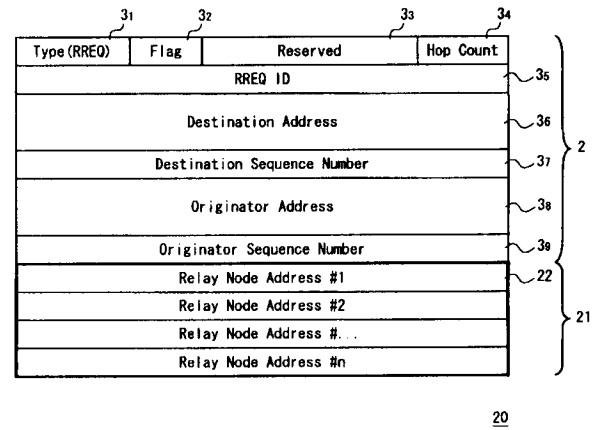 31 32 33 34
Type(RREQ) Flag Reserved Hop Count
RREQ ID 35
Destination Address 36
2
Destination Sequence Number 37
Originator Address 38
Originator Sequence Number 39
Relay Node Address #1 22
Relay Node Address #2
21
Relay Node Address #...
Relay Node Address #n
20